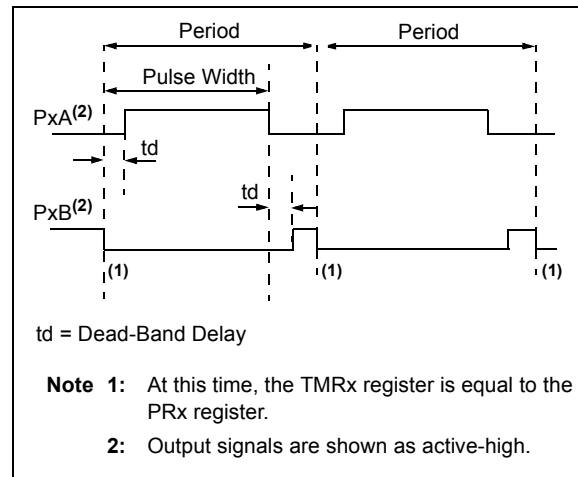 Period Period
Pulse Width
PxA(2)
td
td
PxB(2)
(1) (1) (1)
td = Dead-Band Delay
Note 1: At this time, the TMRx register is equal to the
PRx register.
2: Output signals are shown as active-high.